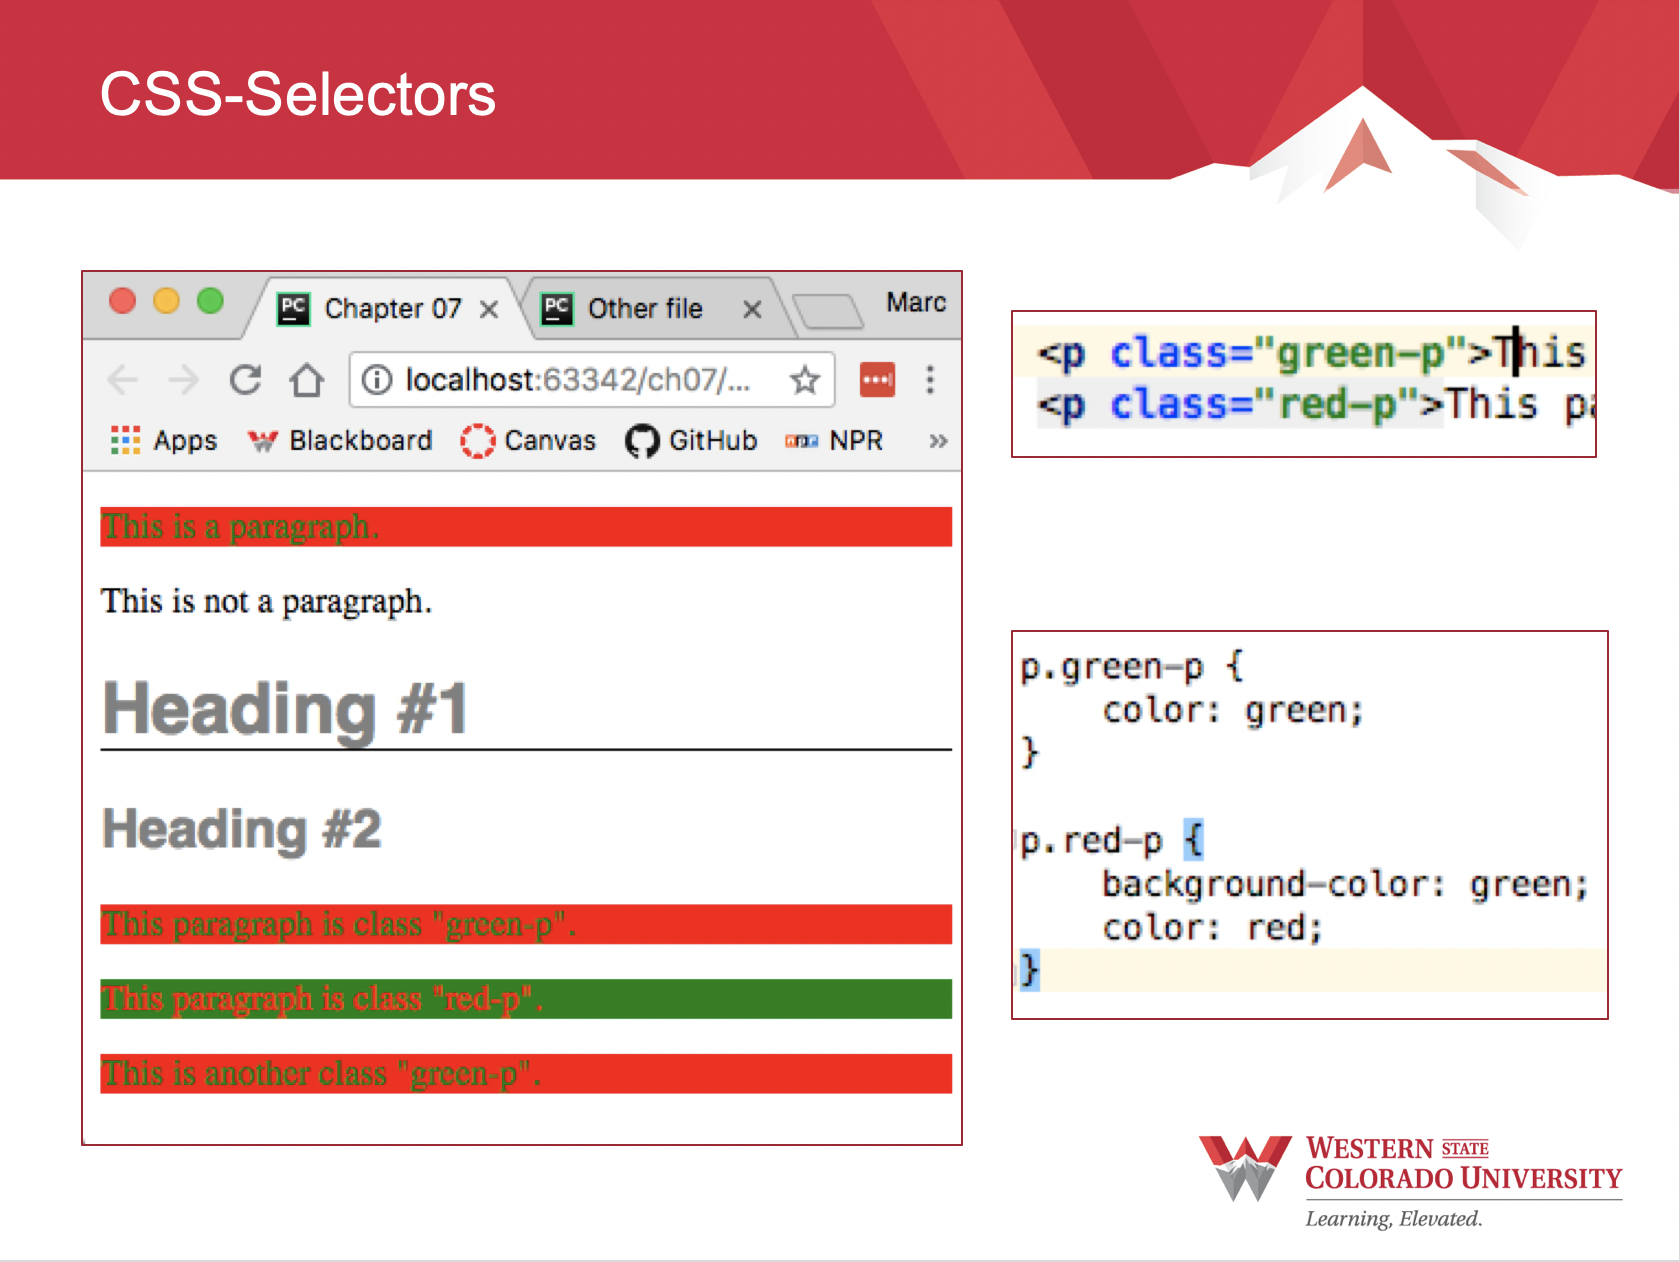 CSS-Selectors
PC Chapter 07
PC Other file
Marc
localhost:63342/ch07/...
Apps
Blackboard
Canvas
GitHub
npr NPR
»
This is a paragraph.
This is not a paragraph.
Heading #1
Heading #2
This paragraph is class "green-p".
This paragraph is class "red-p".
This is another class "green-p".
<p class="green-p">This
<p class="red-p">This pa
p.green-p {
color: green;
}
p.red-p {
background-color: green;
color: red;
}
WESTERN STATE
COLORADO UNIVERSITY
Learning, Elevated.